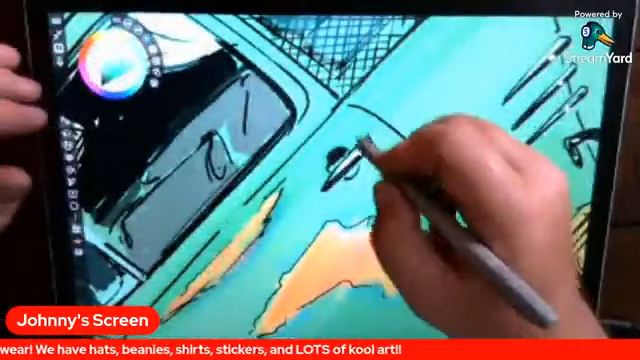 Powered by
StreamYard
Johnny's Screen
wear! We have hats, beanies, shirts, stickers, and LOTS of kool art!!